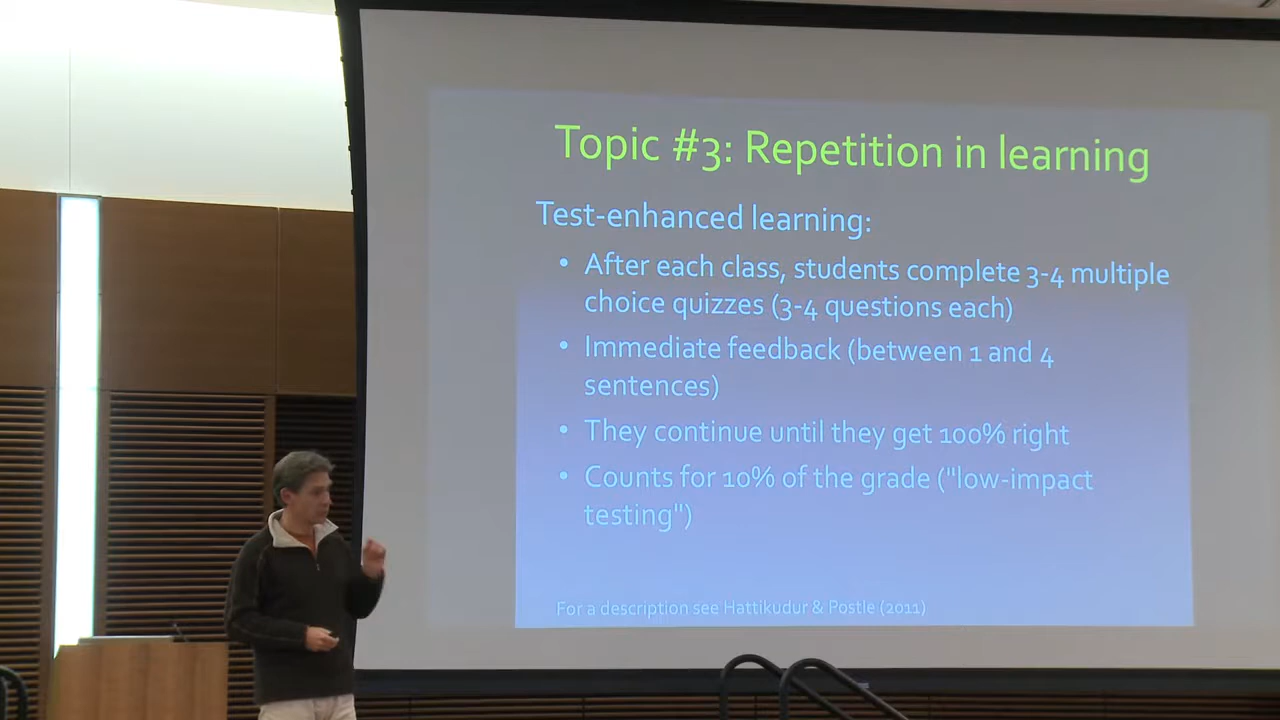 Topic #3: Repetition in learning
Test-enhanced learning:
• After each class, students complete 3-4 multiple
choice quizzes (3-4 questions each)
• Immediate feedback (between 1 and 4
sentences)
• They continue until they get 100% right
• Counts for 10% of the grade ("low-impact
testing")
For a description see Hattikudur & Postle (2011)